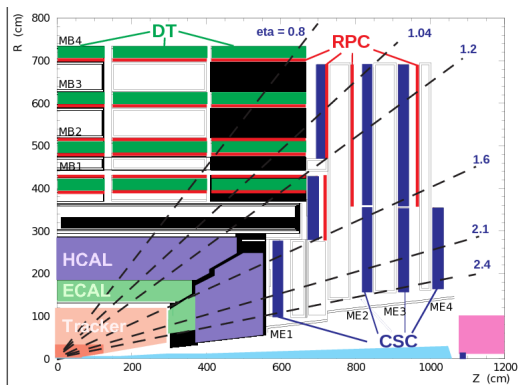 R (cm)
800
700
600
500
400
300
200
100
0
MB4
MB3
MB2
MB1
DT
eta = 0.8
RPC
1.04
1.2
1.6
2.1
2.4
HCAL
ECAL
Tracker
ME1
ME2
ME3
ME4
CSC
0
200
400
600
800
1000
1200
Z (cm)